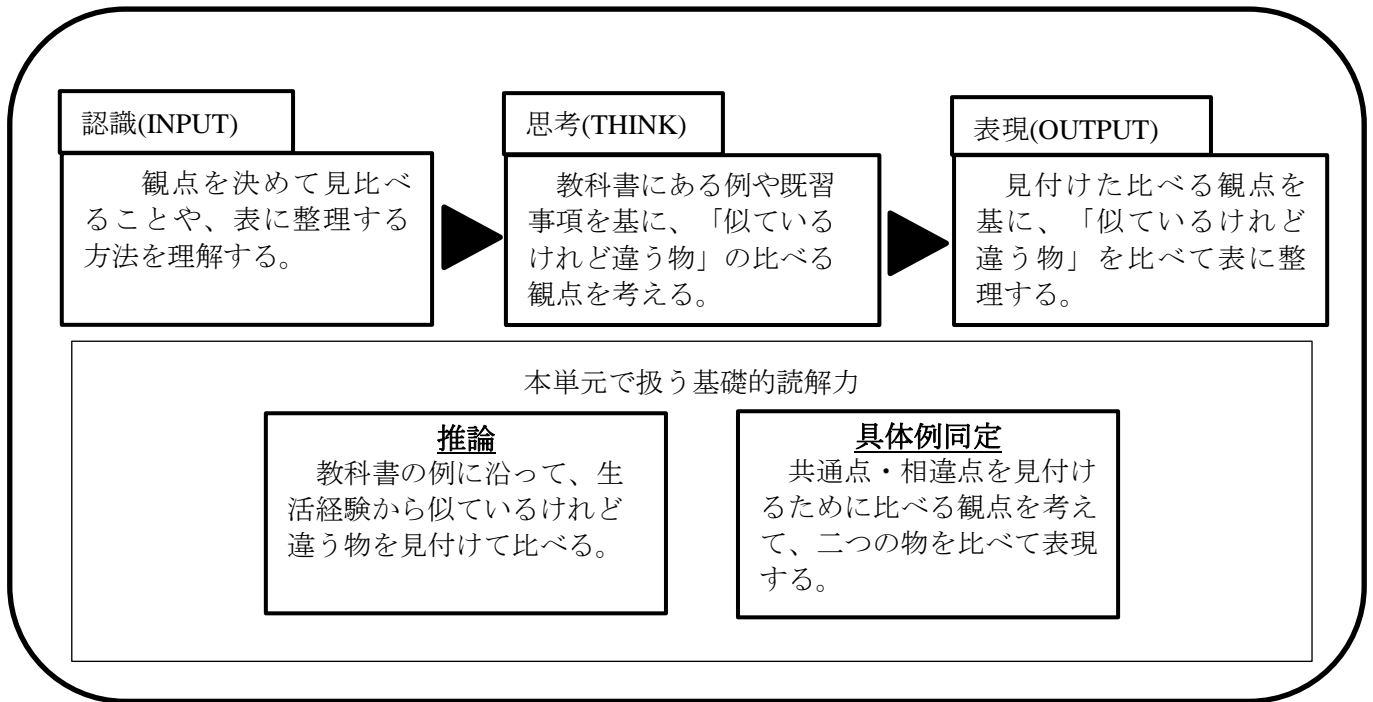 認識(INPUT)
観点を決めて見比べ
ることや、表に整理する
方法を理解する。
思考(THINK)
教科書にある例や既習
事項を基に、「似ている
けれど違う物」の比べる
観点を考える。
表現(OUTPUT)
見付けた比べる観点を
基に、「似ているけれど
違う物」を比べて表に整
理する。
本単元で扱う基礎的読解力
推論
教科書の例に沿って、生
活経験から似ているけれど
違う物を見付けて比べる。
具体例同定
共通点・相違点を見付け
るために比べる観点を考え
て、二つの物を比べて表現
する。